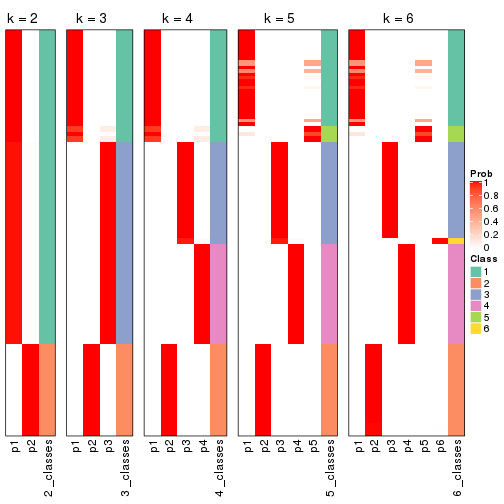 k = 2
k = 3
k = 4
k = 5
k = 6
p1
p2
2_classes
p1
p2
p3
3_classes
p1
p2
p3
p4
4_classes
p1
p2
p3
p4
p5
5_classes
p1
p2
p3
p4
p5
p6
6_classes
Prob
1
0.8
0.6
0.4
0.2
0
Class
1
2
3
4
5
6